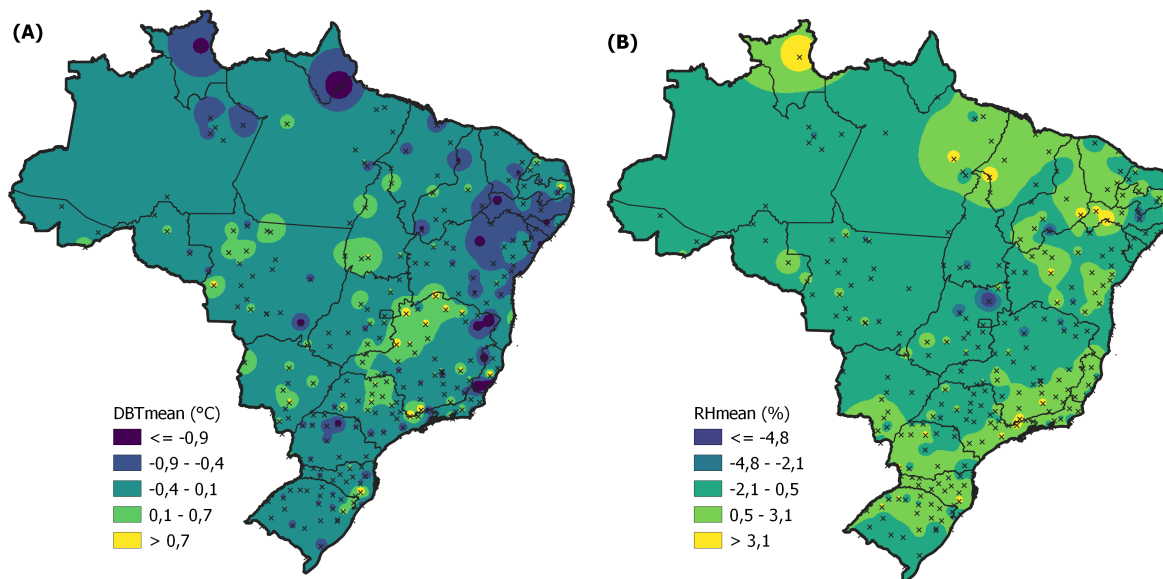 (A)
DBTmean (°C)
<= -0,9
-0,9 - -0,4
-0,4 - 0,1
0,1 - 0,7
> 0,7
(B)
RHmean (%)
<= -4,8
-4,8 - -2,1
-2,1 - 0,5
0,5 - 3,1
> 3,1